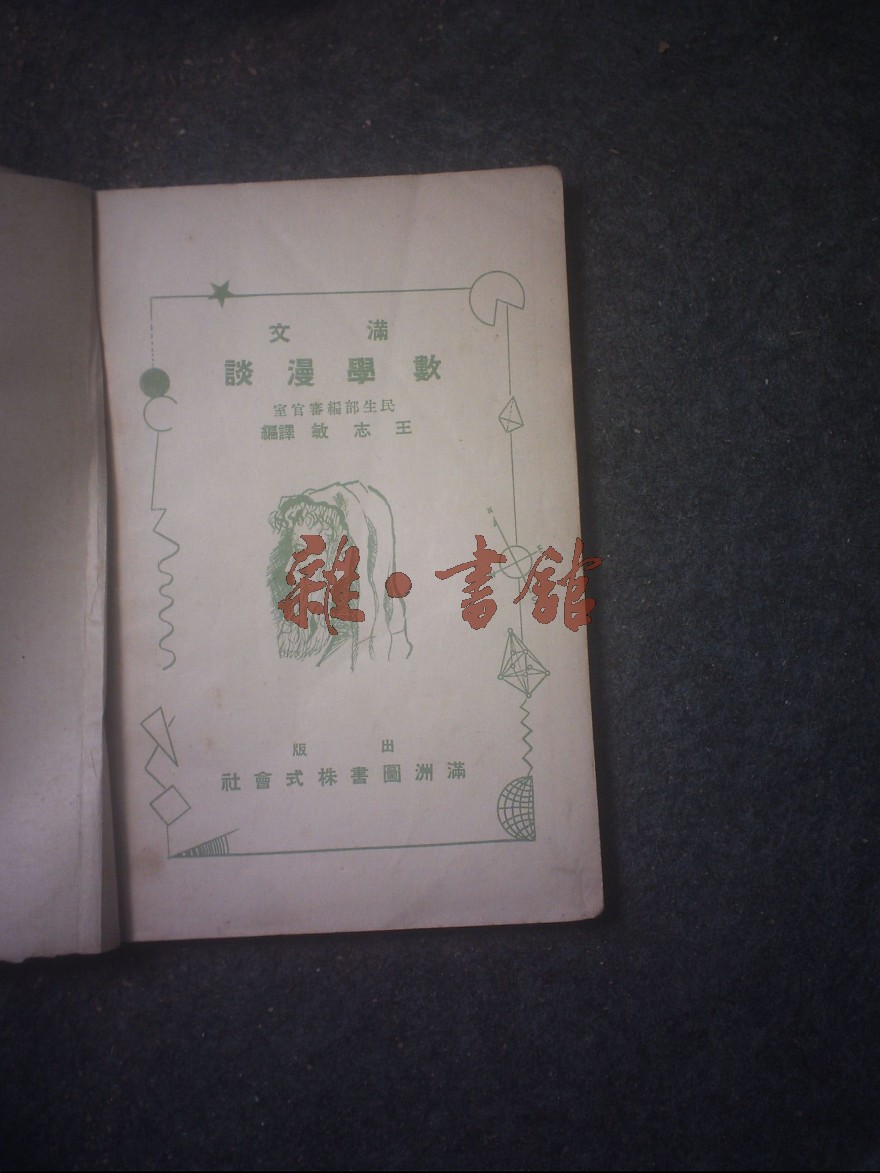 滿文
數學漫談
民生部編審官室
王志敏譯編
雜·書館
出版
滿洲圖書株式會社